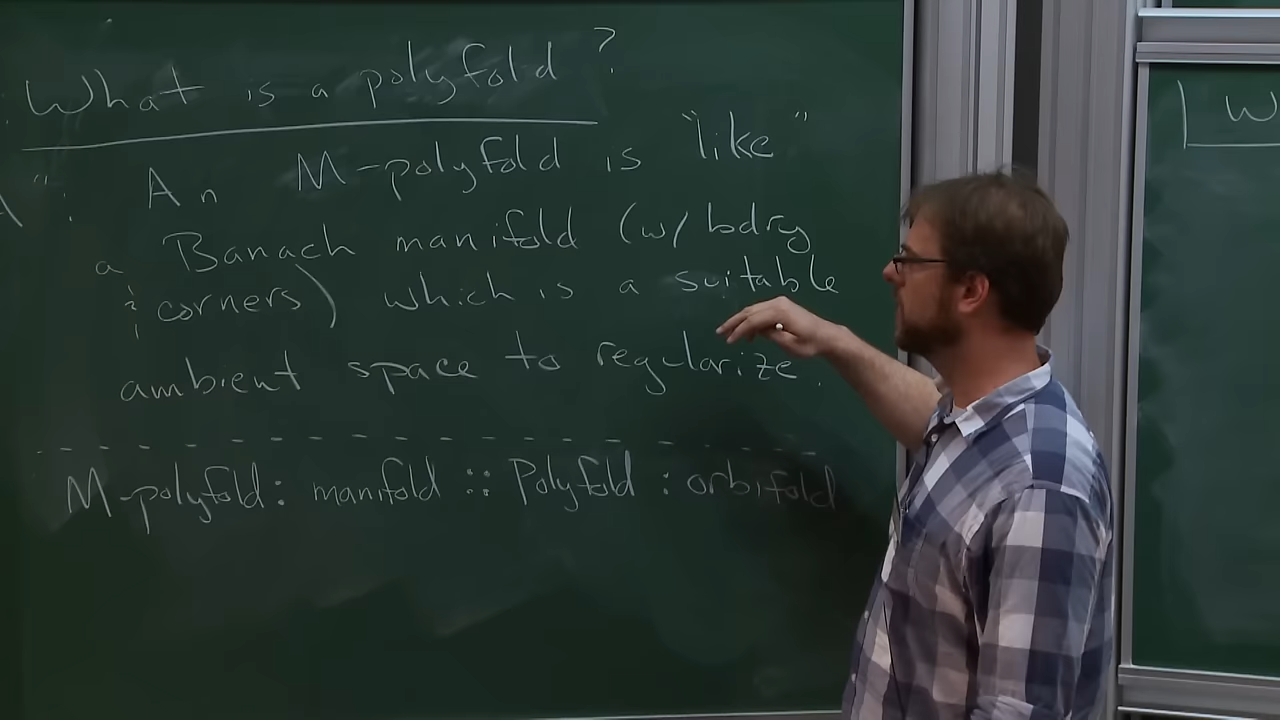 : What is a polyfold ?
A": An M-polyfold is "like"
a Banach manifold (w/ bdry
& corners) which is a suitable
ambient space to regularize.
M-polyfold : manifold :: Polyfold : orbifold
| W